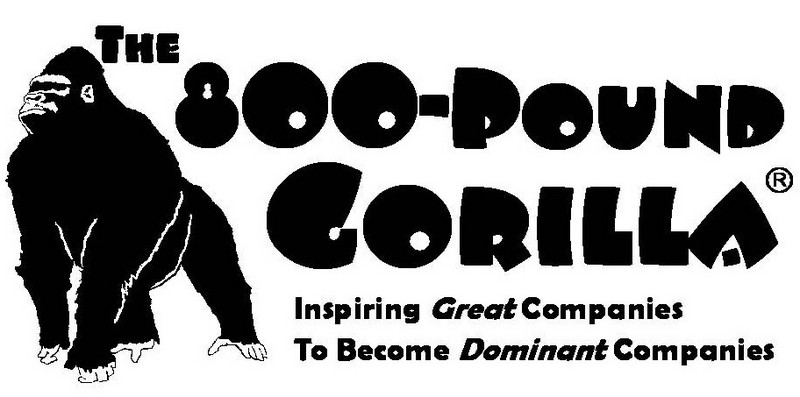 THE
800-POUND
GORILLA®
Inspiring Great Companies
To Become Dominant Companies